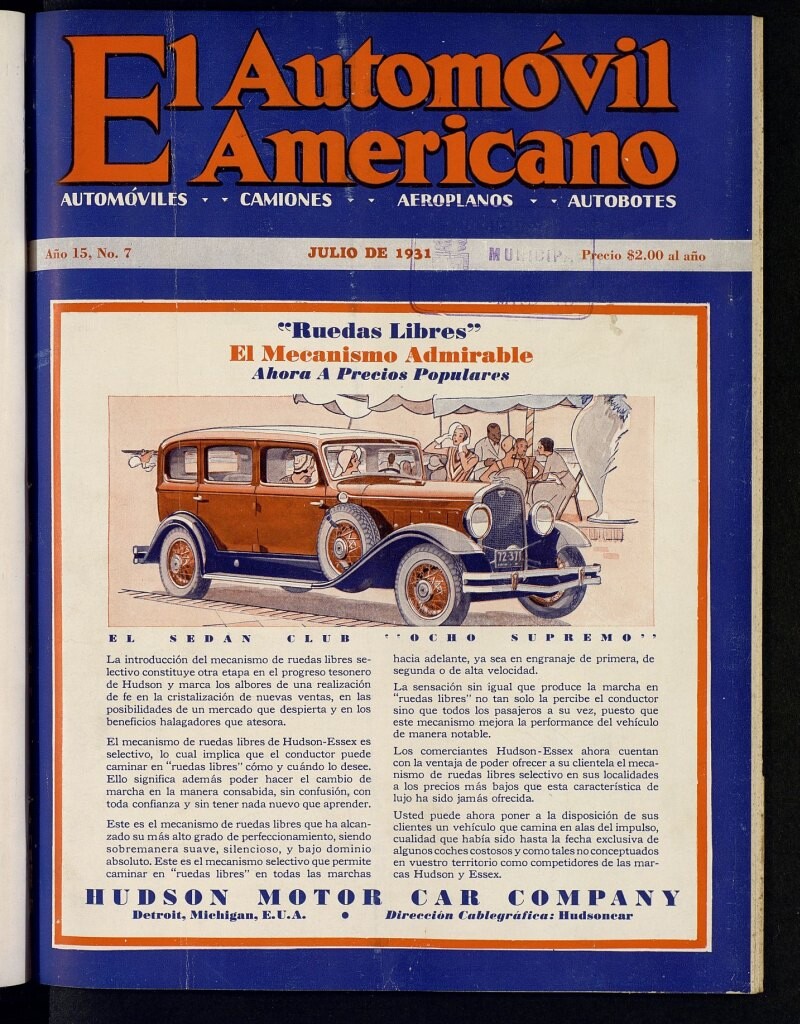 El Automóvil
Americano
AUTOMÓVILES - - CAMIONES - - AEROPLANOS - - AUTOBOTES
Año 15, No. 7
JULIO DE 1931
MUNICIP
Precio $2.00 al año
"Ruedas Libres"
El Mecanismo Admirable
Ahora A Precios Populares
72-371
EL SEDAN CLUB "OCHO SUPREMO"
La introducción del mecanismo de ruedas libres se-
lectivo constituye otra etapa en el progreso tesonero
de Hudson y marca los albores de una realización
de fe en la cristalización de nuevas ventas, en las
posibilidades de un mercado que despierta y en los
beneficios halagadores que atesora.
El mecanismo de ruedas libres de Hudson-Essex es
selectivo, lo cual implica que el conductor puede
caminar en "ruedas libres" cómo y cuándo lo desee.
Ello significa además poder hacer el cambio de
marcha en la manera consabida, sin confusión, con
toda confianza y sin tener nada nuevo que aprender.
Este es el mecanismo de ruedas libres que ha alcan-
zado su más alto grado de perfeccionamiento, siendo
sobremanera suave, silencioso, y bajo dominio
absoluto. Este es el mecanismo selectivo que permite
caminar en "ruedas libres" en todas las marchas
hacia adelante, ya sea en engranaje de primera, de
segunda o de alta velocidad.
La sensación sin igual que produce la marcha en
"ruedas libres" no tan solo la percibe el conductor
sino que todos los pasajeros a su vez, puesto que
este mecanismo mejora la performance del vehículo
de manera notable.
Los comerciantes Hudson-Essex ahora cuentan
con la ventaja de poder ofrecer a su clientela el meca-
nismo de ruedas libres selectivo en sus localidades
a los precios más bajos que esta característica de
lujo ha sido jamás ofrecida.
Usted puede ahora poner a la disposición de sus
clientes un vehículo que camina en alas del impulso,
cualidad que había sido hasta la fecha exclusiva de
algunos coches costosos y como tales no conceptuados
en vuestro territorio como competidores de las mar-
cas Hudson y Essex.
HUDSON MOTOR CAR COMPANY
Detroit, Michigan, E.U.A. • Dirección Cablegráfica: Hudsoncar